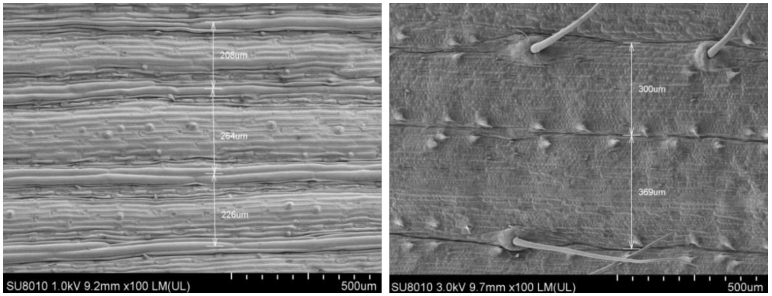 208um
264um
226um
SU8010 1.0kV 9.2mm x100 LM(UL) 500um
300um
369um
SU8010 3.0kV 9.7mm x100 LM(UL) 500um